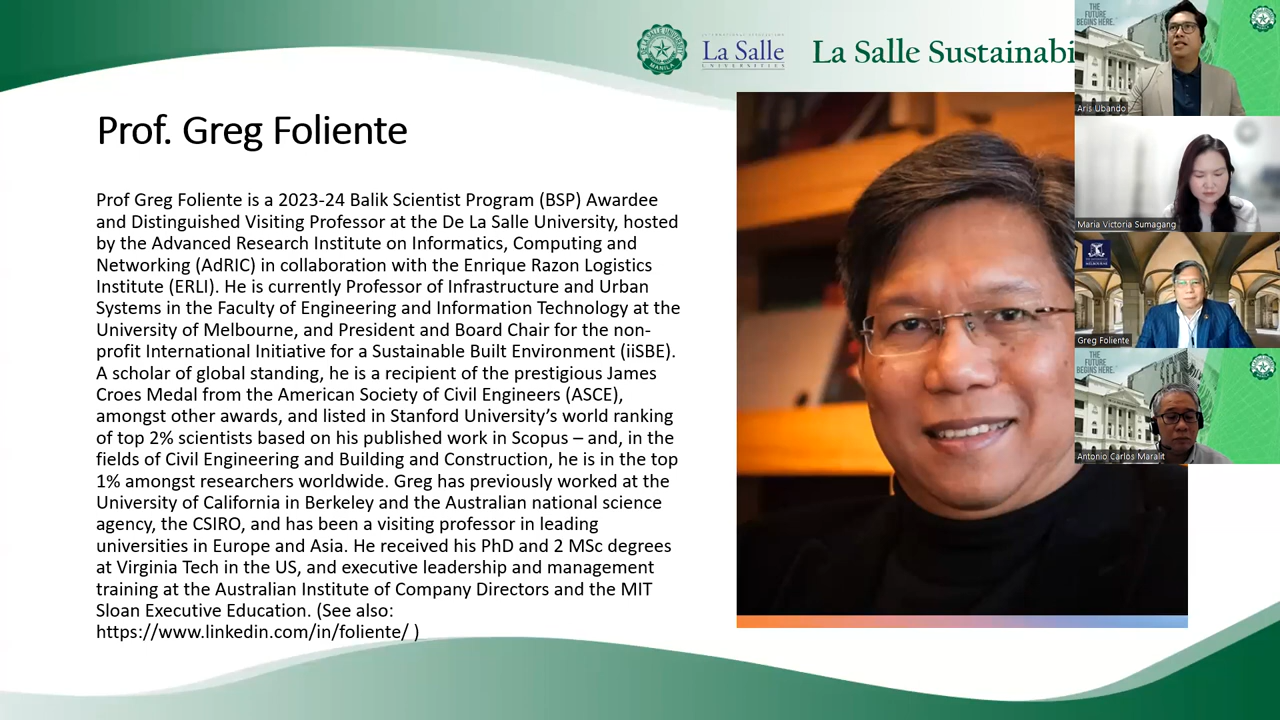 La Salle
UNIVERSITIES
La Salle Sustainabi
Prof. Greg Foliente
Prof Greg Foliente is a 2023-24 Balik Scientist Program (BSP) Awardee
and Distinguished Visiting Professor at the De La Salle University, hosted
by the Advanced Research Institute on Informatics, Computing and
Networking (AdRIC) in collaboration with the Enrique Razon Logistics
Institute (ERLI). He is currently Professor of Infrastructure and Urban
Systems in the Faculty of Engineering and Information Technology at the
University of Melbourne, and President and Board Chair for the non-
profit International Initiative for a Sustainable Built Environment (iiSBE).
A scholar of global standing, he is a recipient of the prestigious James
Croes Medal from the American Society of Civil Engineers (ASCE),
amongst other awards, and listed in Stanford University’s world ranking
of top 2% scientists based on his published work in Scopus – and, in the
fields of Civil Engineering and Building and Construction, he is in the top
1% amongst researchers worldwide. Greg has previously worked at the
University of California in Berkeley and the Australian national science
agency, the CSIRO, and has been a visiting professor in leading
universities in Europe and Asia. He received his PhD and 2 MSc degrees
at Virginia Tech in the US, and executive leadership and management
training at the Australian Institute of Company Directors and the MIT
Sloan Executive Education. (See also:
https://www.linkedin.com/in/foliente/ )
THE
FUTURE
BEGINS HERE.
Aris Ubando
Maria Victoria Sumagang
MELBOURNE
Greg Foliente
THE
FUTURE
BEGINS HERE.
Antonio Carlos Maralit